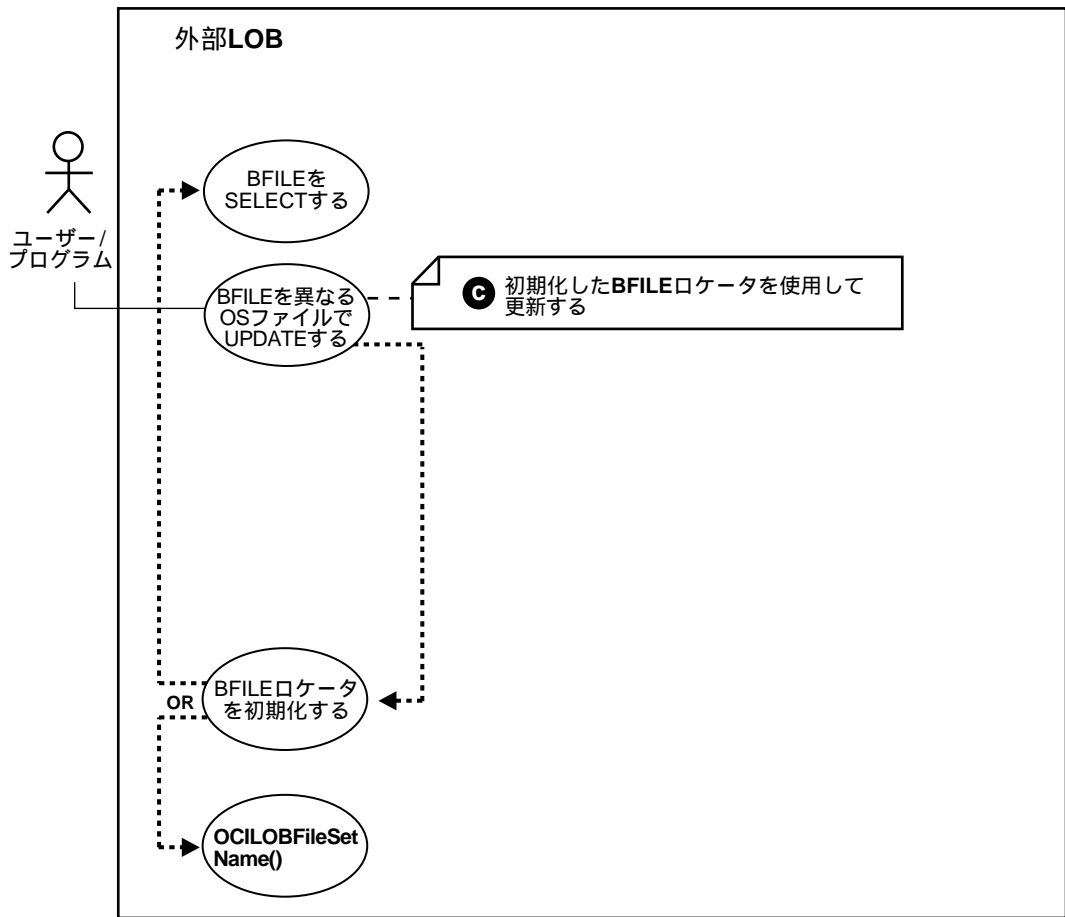 外部LOB
BFILEを
SELECTする
ユーザー/
プログラム
BFILEを異なる
OSファイルで
UPDATEする
C 初期化したBFILEロケータを使用して
更新する
BFILEロケータ
を初期化する
OR
OCILOBFileSet
Name()